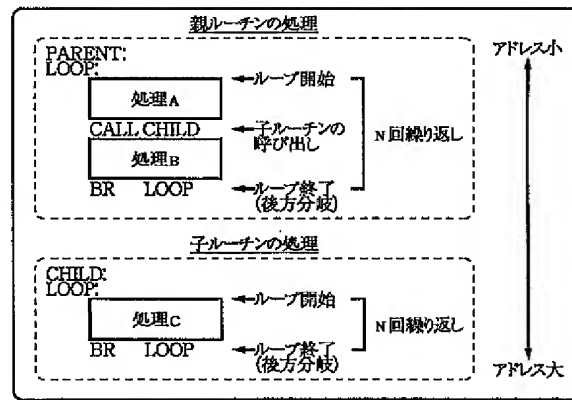 親ルーチンの処理
アドレス小
PARENT:
LOOP:
ループ開始
処理A
CALL CHILD
子ルーチンの
呼び出し
N回繰り返し
処理B
BR LOOP
ループ終了
(後方分岐)
子ルーチンの処理
CHILD:
LOOP:
ループ開始
処理C
N回繰り返し
BR LOOP
ループ終了
(後方分岐)
アドレス大